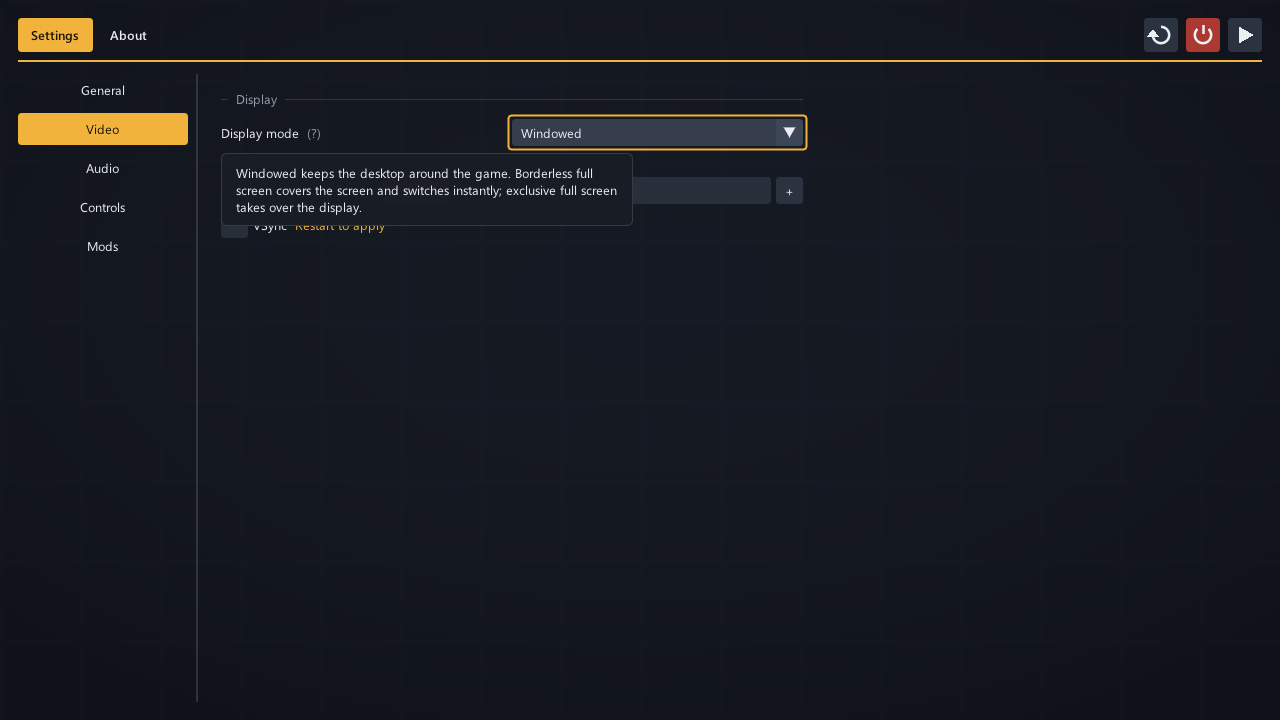 Settings
About
General
Video
Audio
Controls
Mods
Display
Display mode (?)
Windowed
Windowed keeps the desktop around the game. Borderless full
screen covers the screen and switches instantly; exclusive full screen
takes over the display.
+
VSync Restart to apply